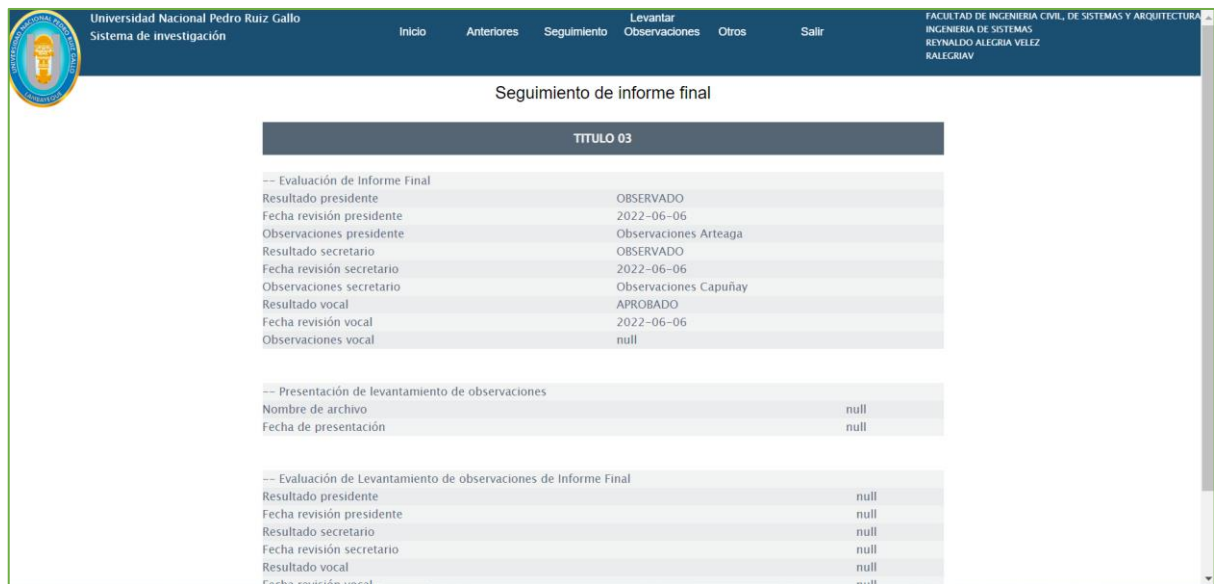 Universidad Nacional Pedro Ruiz Gallo
Sistema de investigación
Inicio Anteriores Seguimiento Levantar Observaciones Otros Salir
FACULTAD DE INGENIERIA CIVIL, DE SISTEMAS Y ARQUITECTURA
INGENIERIA DE SISTEMAS
REYNALDO ALEGRIA VELEZ
RALEGRIAV
Seguimiento de informe final
TITULO 03
-- Evaluación de Informe Final
Resultado presidente OBSERVADO
Fecha revisión presidente 2022-06-06
Observaciones presidente Observaciones Arteaga
Resultado secretario OBSERVADO
Fecha revisión secretario 2022-06-06
Observaciones secretario Observaciones Capuñay
Resultado vocal APROBADO
Fecha revisión vocal 2022-06-06
Observaciones vocal null
-- Presentación de levantamiento de observaciones
Nombre de archivo null
Fecha de presentación null
-- Evaluación de Levantamiento de observaciones de Informe Final
Resultado presidente null
Fecha revisión presidente null
Resultado secretario null
Fecha revisión secretario null
Resultado vocal null
Fecha revisión vocal null